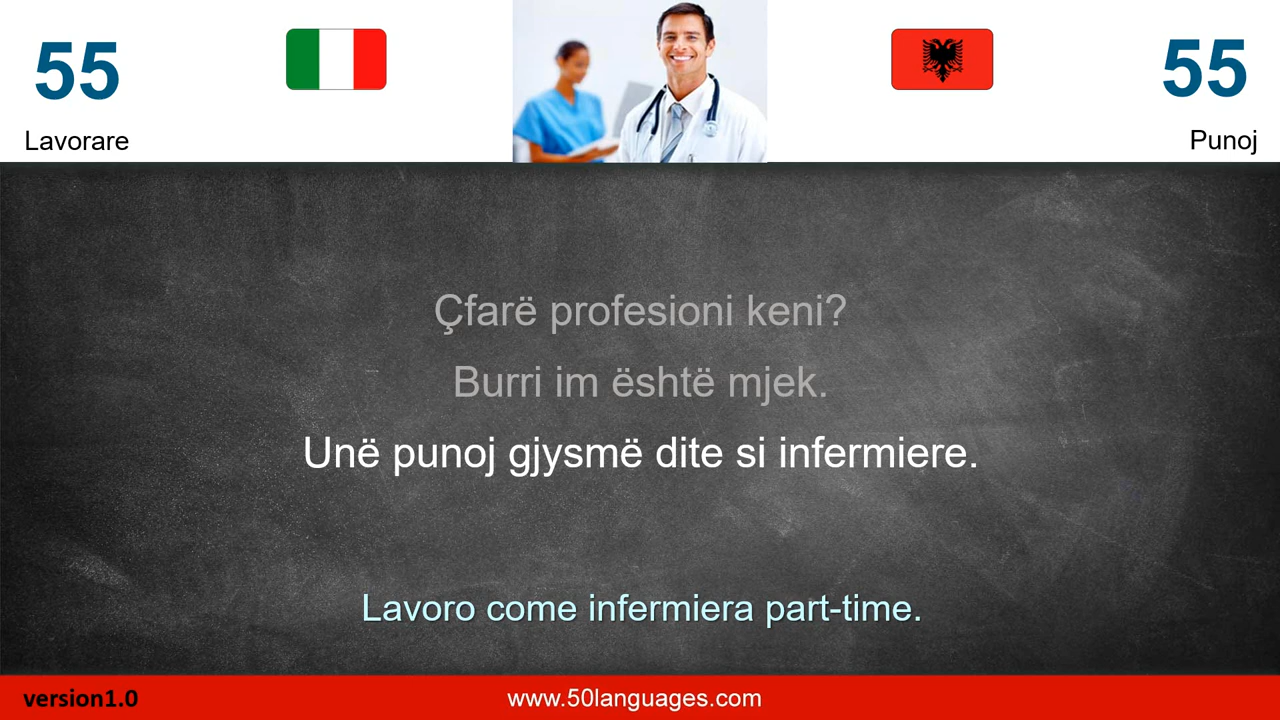 55
55
Lavorare
Punoj
Çfarë profesioni keni?
Burri im është mjek.
Unë punoj gjysmë dite si infermiere.
Lavoro come infermiera part-time.
version1.0
www.50languages.com